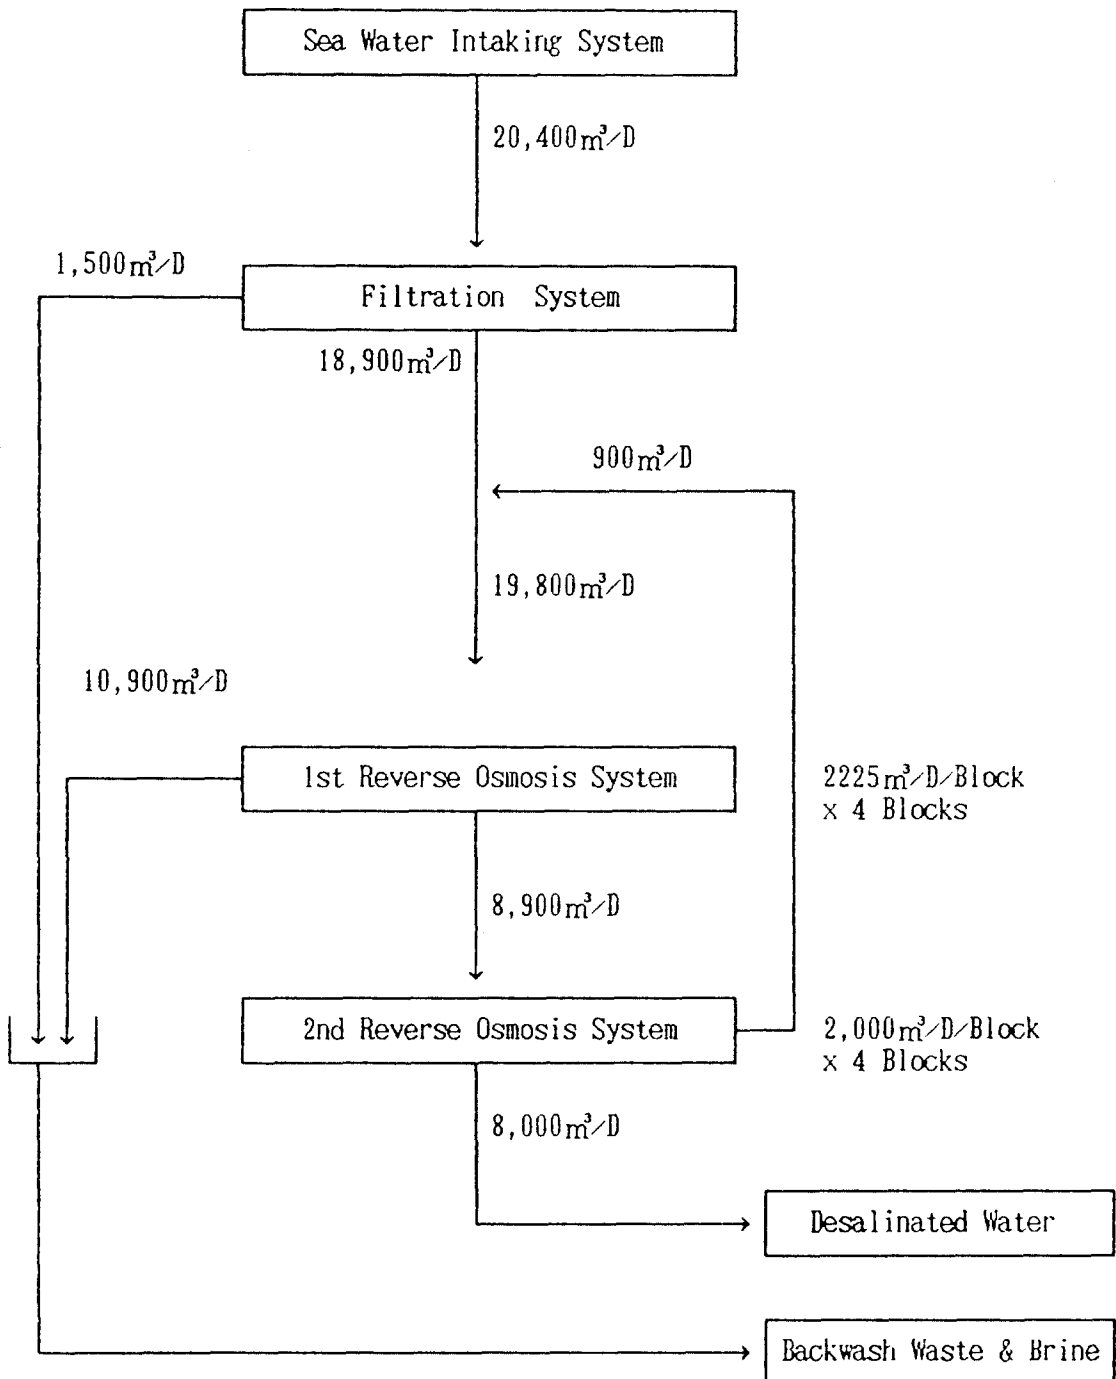 Sea Water Intaking System
20,400m³/D
1,500m³/D
Filtration System
18,900m³/D
900m³/D
19,800m³/D
10,900m³/D
1st Reverse Osmosis System
2225m³/D/Block
x 4 Blocks
8,900m³/D
2nd Reverse Osmosis System
2,000m³/D/Block
x 4 Blocks
8,000m³/D
Desalinated Water
Backwash Waste & Brine